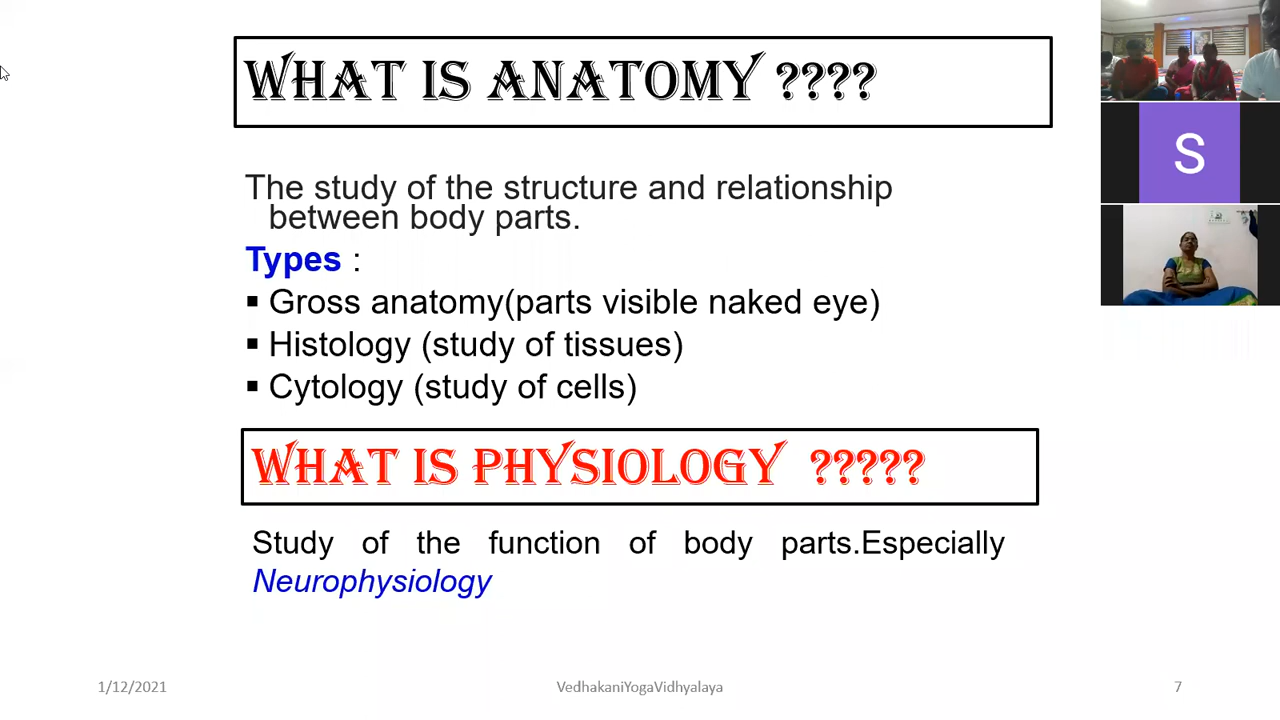 WHAT IS ANATOMY ????
The study of the structure and relationship
between body parts.
Types :
▪ Gross anatomy(parts visible naked eye)
▪ Histology (study of tissues)
▪ Cytology (study of cells)
WHAT IS PHYSIOLOGY ?????
Study of the function of body parts.Especially
Neurophysiology
1/12/2021 VedhakaniYogaVidhyalaya 7
S